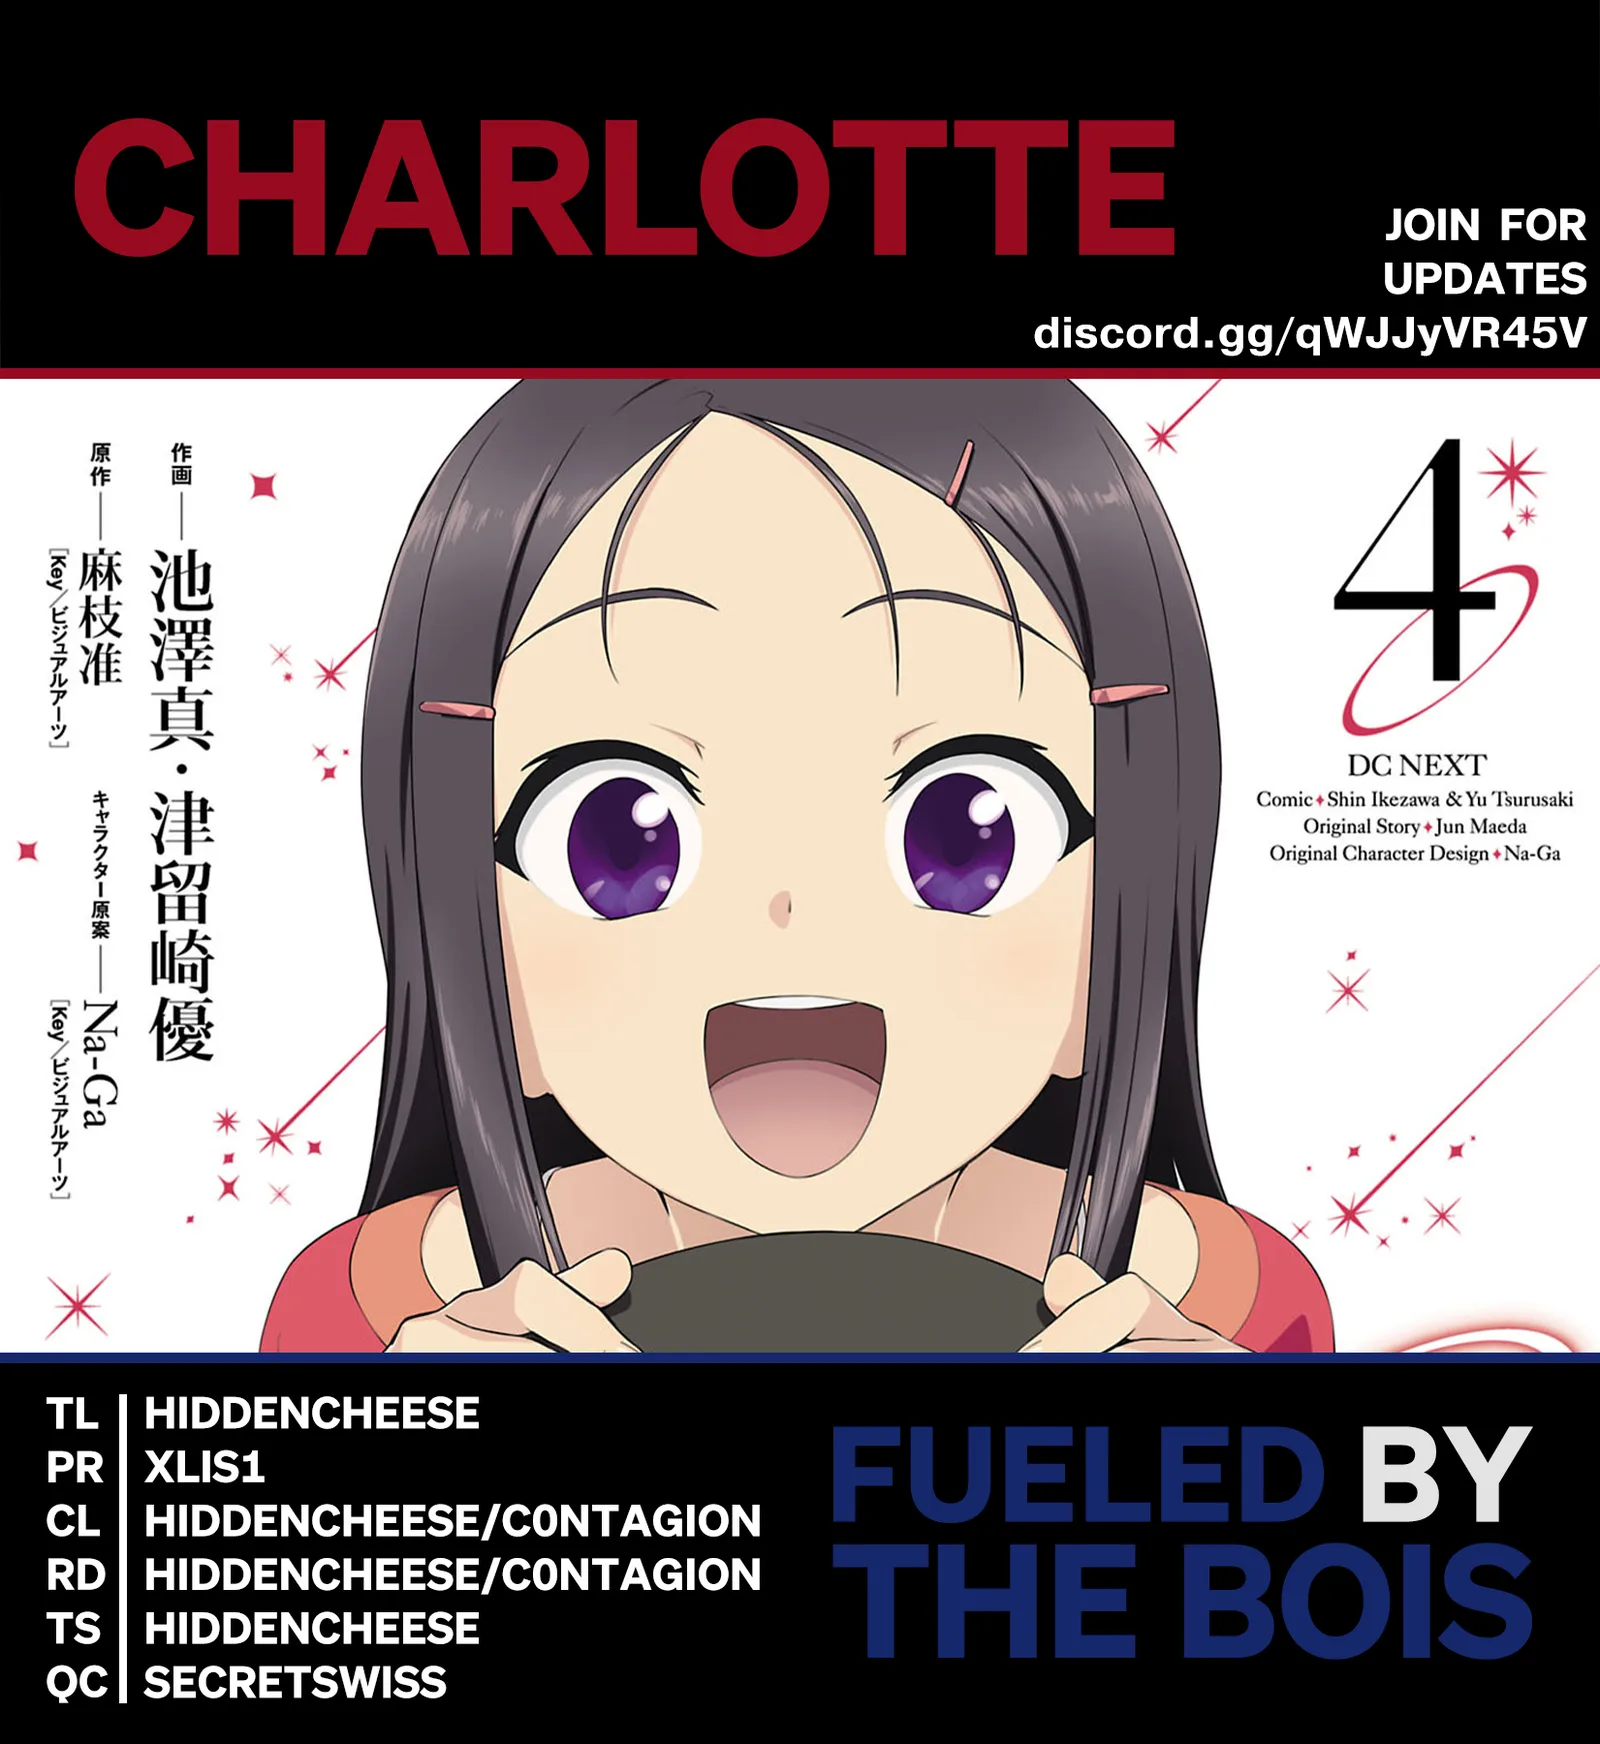 CHARLOTTE
JOIN FOR
UPDATES
discord.gg/qWJJyVR45V
作画―池澤真・津留崎優
原作―麻枝准
[Key/ビジュアルアーツ]
キャラクター原案―Na-Ga
[Key/ビジュアルアーツ]
4
DC NEXT
Comic♦Shin Ikezawa & Yu Tsurusaki
Original Story♦Jun Maeda
Original Character Design♦Na-Ga
TL HIDDENCHEESE
PR XLIS1
CL HIDDENCHEESE/C0NTAGION
RD HIDDENCHEESE/C0NTAGION
TS HIDDENCHEESE
QC SECRETSWISS
FUELED BY
THE BOIS